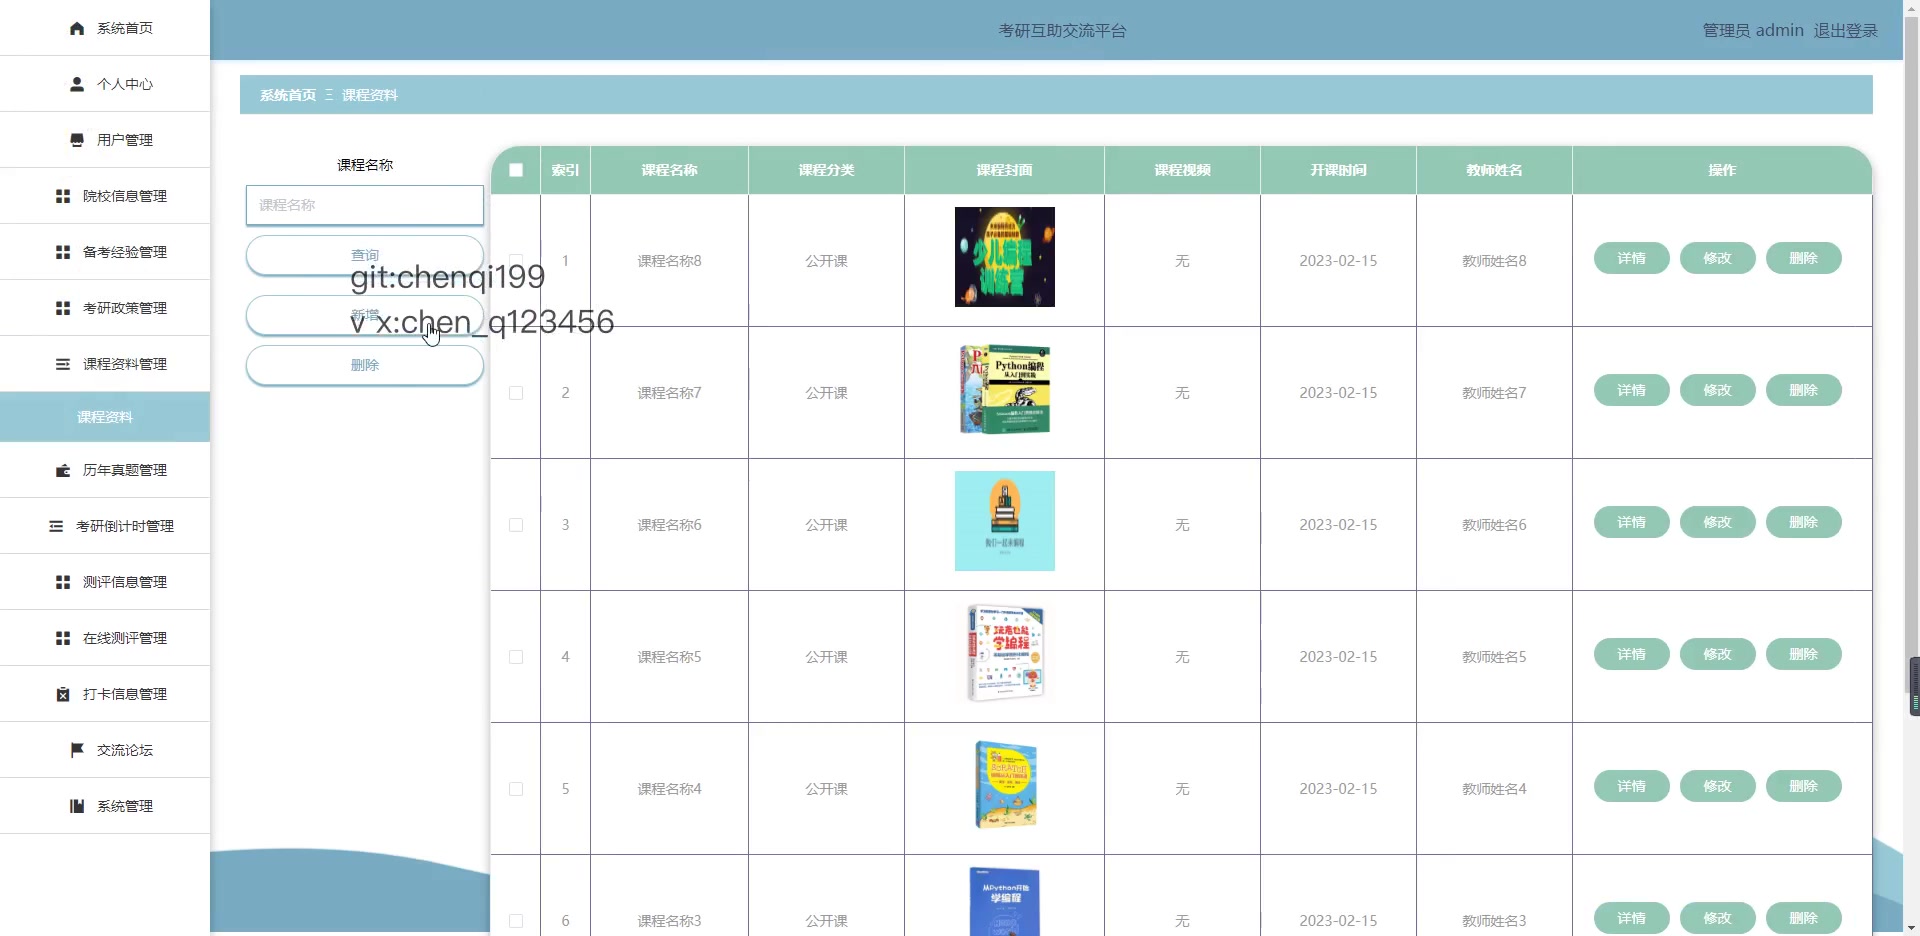 系统首页
个人中心
用户管理
院校信息管理
备考经验管理
考研政策管理
课程资料管理
课程资料
历年真题管理
考研倒计时管理
测评信息管理
在线测评管理
打卡信息管理
交流论坛
系统管理
考研互助交流平台
管理员 admin 退出登录
系统首页 Ξ 课程资料
课程名称
课程名称
查询
新增
删除
git:chenqi199
v x:chen_q123456
索引 课程名称 课程分类 课程封面 课程视频 开课时间 教师姓名 操作
1 课程名称8 公开课 少儿编程 训练营 无 2023-02-15 教师姓名8 详情 修改 删除
2 课程名称7 公开课 Python编程 从入门到实践 无 2023-02-15 教师姓名7 详情 修改 删除
3 课程名称6 公开课 我们一起来编程 无 2023-02-15 教师姓名6 详情 修改 删除
4 课程名称5 公开课 玩着也能 学编程 无 2023-02-15 教师姓名5 详情 修改 删除
5 课程名称4 公开课 无 2023-02-15 教师姓名4 详情 修改 删除
6 课程名称3 公开课 从Python开始 学编程 无 2023-02-15 教师姓名3 详情 修改 删除